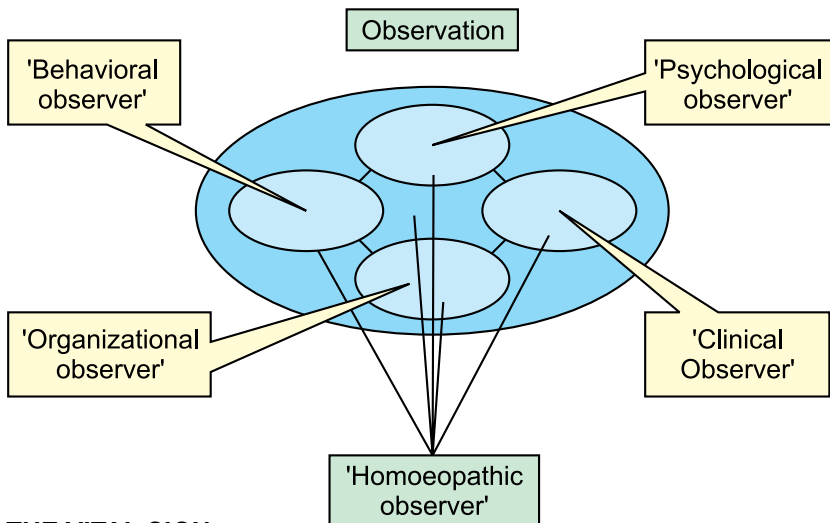 Observation
'Behavioral
observer'
'Psychological
observer'
'Organizational
observer'
'Clinical
Observer'
'Homoeopathic
observer'